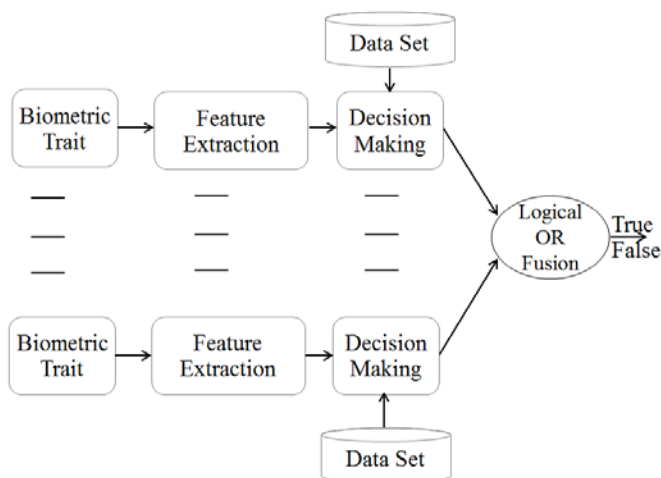 Data Set
Biometric
Trait
Feature
Extraction
Decision
Making
Logical
OR
Fusion
True
False
Biometric
Trait
Feature
Extraction
Decision
Making
Data Set